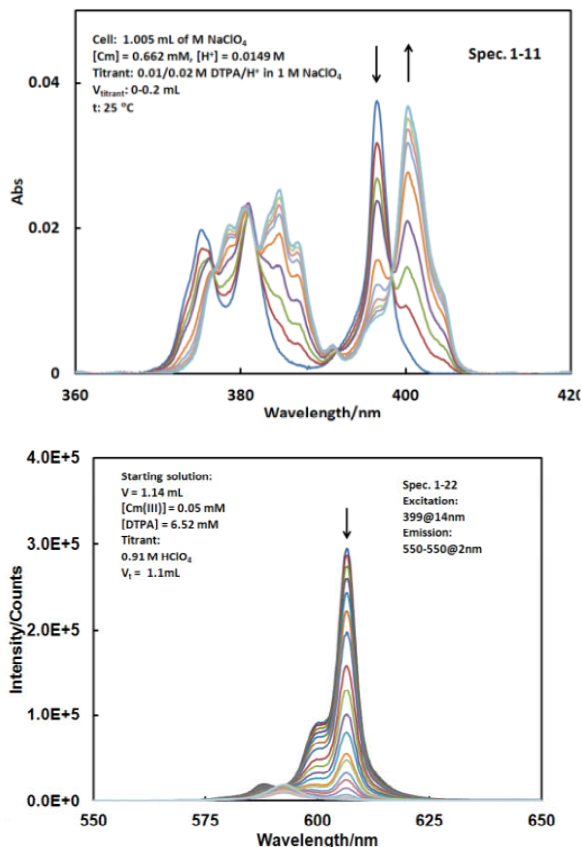 Cell: 1.005 mL of M NaClO₄
[Cm] = 0.662 mM, [H⁺] = 0.0149 M
Titrant: 0.01/0.02 M DTPA/H⁺ in 1 M NaClO₄
V_titrant: 0-0.2 mL
t: 25 °C
Spec. 1-11
0.04
0.02
0
Abs
360
380
400
420
Wavelength/nm
4.0E+5
3.0E+5
2.0E+5
1.0E+5
0.0E+0
Intensity/Counts
Starting solution:
V = 1.14 mL
[Cm(III)] = 0.05 mM
[DTPA] = 6.52 mM
Titrant:
0.91 M HClO₄
V_t = 1.1mL
Spec. 1-22
Excitation:
399@14nm
Emission:
550-550@2nm
550
575
600
625
650
Wavelength/nm